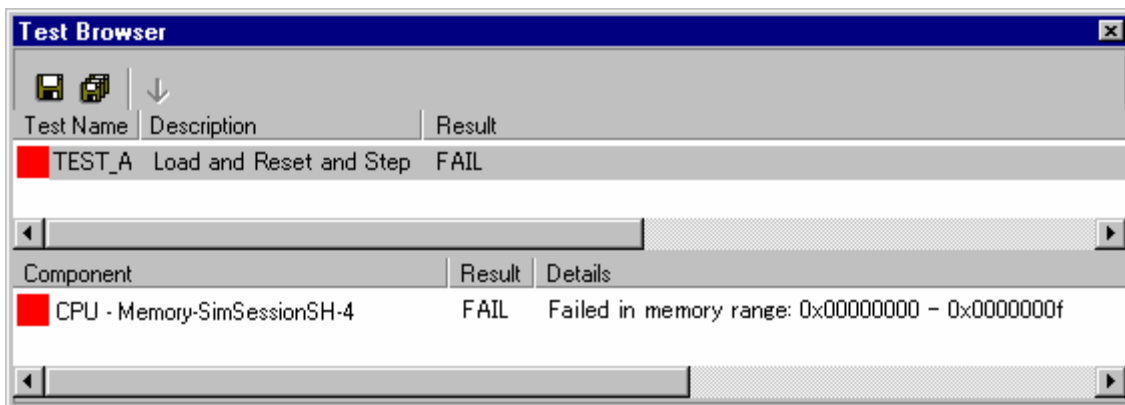 Test Browser
Test Name Description Result
TEST_A Load and Reset and Step FAIL
Component Result Details
CPU - Memory-SimSessionSH-4 FAIL Failed in memory range: 0x00000000 - 0x0000000f